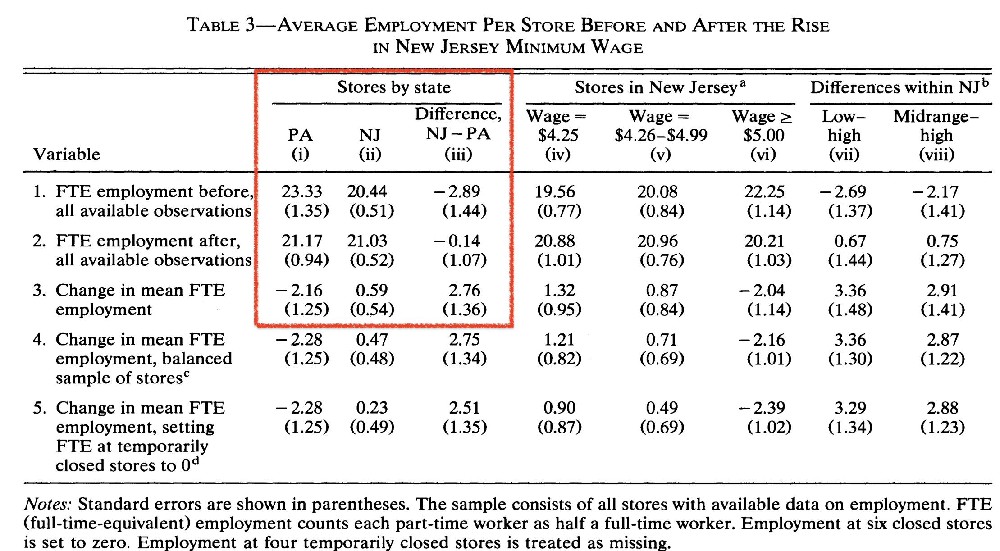 TABLE 3—AVERAGE EMPLOYMENT PER STORE BEFORE AND AFTER THE RISE
IN NEW JERSEY MINIMUM WAGE
Stores by state Stores in New Jerseyᵃ Differences within NJᵇ
Difference, Wage = Wage = Wage ≥ Low– Midrange–
PA NJ NJ – PA $4.25 $4.26–$4.99 $5.00 high high
Variable (i) (ii) (iii) (iv) (v) (vi) (vii) (viii)
1. FTE employment before, 23.33 20.44 −2.89 19.56 20.08 22.25 −2.69 −2.17
all available observations (1.35) (0.51) (1.44) (0.77) (0.84) (1.14) (1.37) (1.41)
2. FTE employment after, 21.17 21.03 −0.14 20.88 20.96 20.21 0.67 0.75
all available observations (0.94) (0.52) (1.07) (1.01) (0.76) (1.03) (1.44) (1.27)
3. Change in mean FTE −2.16 0.59 2.76 1.32 0.87 −2.04 3.36 2.91
employment (1.25) (0.54) (1.36) (0.95) (0.84) (1.14) (1.48) (1.41)
4. Change in mean FTE −2.28 0.47 2.75 1.21 0.71 −2.16 3.36 2.87
employment, balanced (1.25) (0.48) (1.34) (0.82) (0.69) (1.01) (1.30) (1.22)
sample of storesᶜ
5. Change in mean FTE −2.28 0.23 2.51 0.90 0.49 −2.39 3.29 2.88
employment, setting (1.25) (0.49) (1.35) (0.87) (0.69) (1.02) (1.34) (1.23)
FTE at temporarily
closed stores to 0ᵈ
Notes: Standard errors are shown in parentheses. The sample consists of all stores with available data on employment. FTE
(full-time-equivalent) employment counts each part-time worker as half a full-time worker. Employment at six closed stores
is set to zero. Employment at four temporarily closed stores is treated as missing.